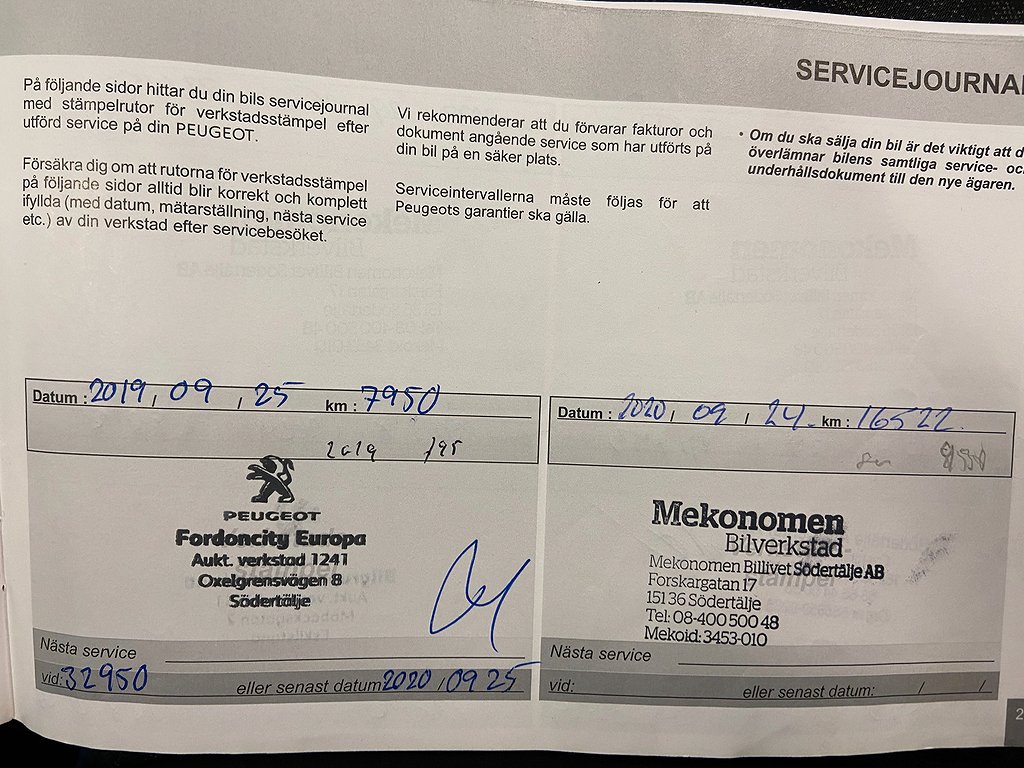 SERVICEJOURNAL
På följande sidor hittar du din bils servicejournal
med stämpelrutor för verkstadsstämpel efter
utförd service på din PEUGEOT.
Försäkra dig om att rutorna för verkstadsstämpel
på följande sidor alltid blir korrekt och komplett
ifyllda (med datum, mätarställning, nästa service
etc.) av din verkstad efter servicebesöket.
Vi rekommenderar att du förvarar fakturor och
dokument angående service som har utförts på
din bil på en säker plats.
Serviceintervallerna måste följas för att
Peugeots garantier ska gälla.
• Om du ska sälja din bil är det viktigt att d
överlämnar bilens samtliga service- oc
underhållsdokument till den nye ägaren.
Datum : 2019, 09 , 25 km : 7950
2019 /95
PEUGEOT
Fordoncity Europa
Aukt. verkstad 1241
Oxelgrensvägen 8
Södertälje
Nästa service
vid: 32950 eller senast datum 2020 / 09 25
Datum : 2020, 09 , 24. km : 16522.
Mekonomen
Bilverkstad
Mekonomen Billivet Södertälje AB
Forskargatan 17
151 36 Södertälje
Tel: 08-400 500 48
Mekoid: 3453-010
Nästa service
vid: eller senast datum: / /
2